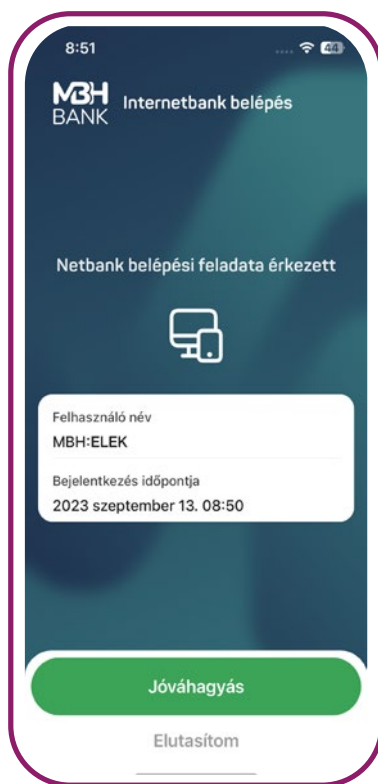 8:51
44
MBH
BANK
Internetbank belépés
Netbank belépési feladata érkezett
Felhasználó név
MBH:ELEK
Bejelentkezés időpontja
2023 szeptember 13. 08:50
Jóváhagyás
Elutasítom